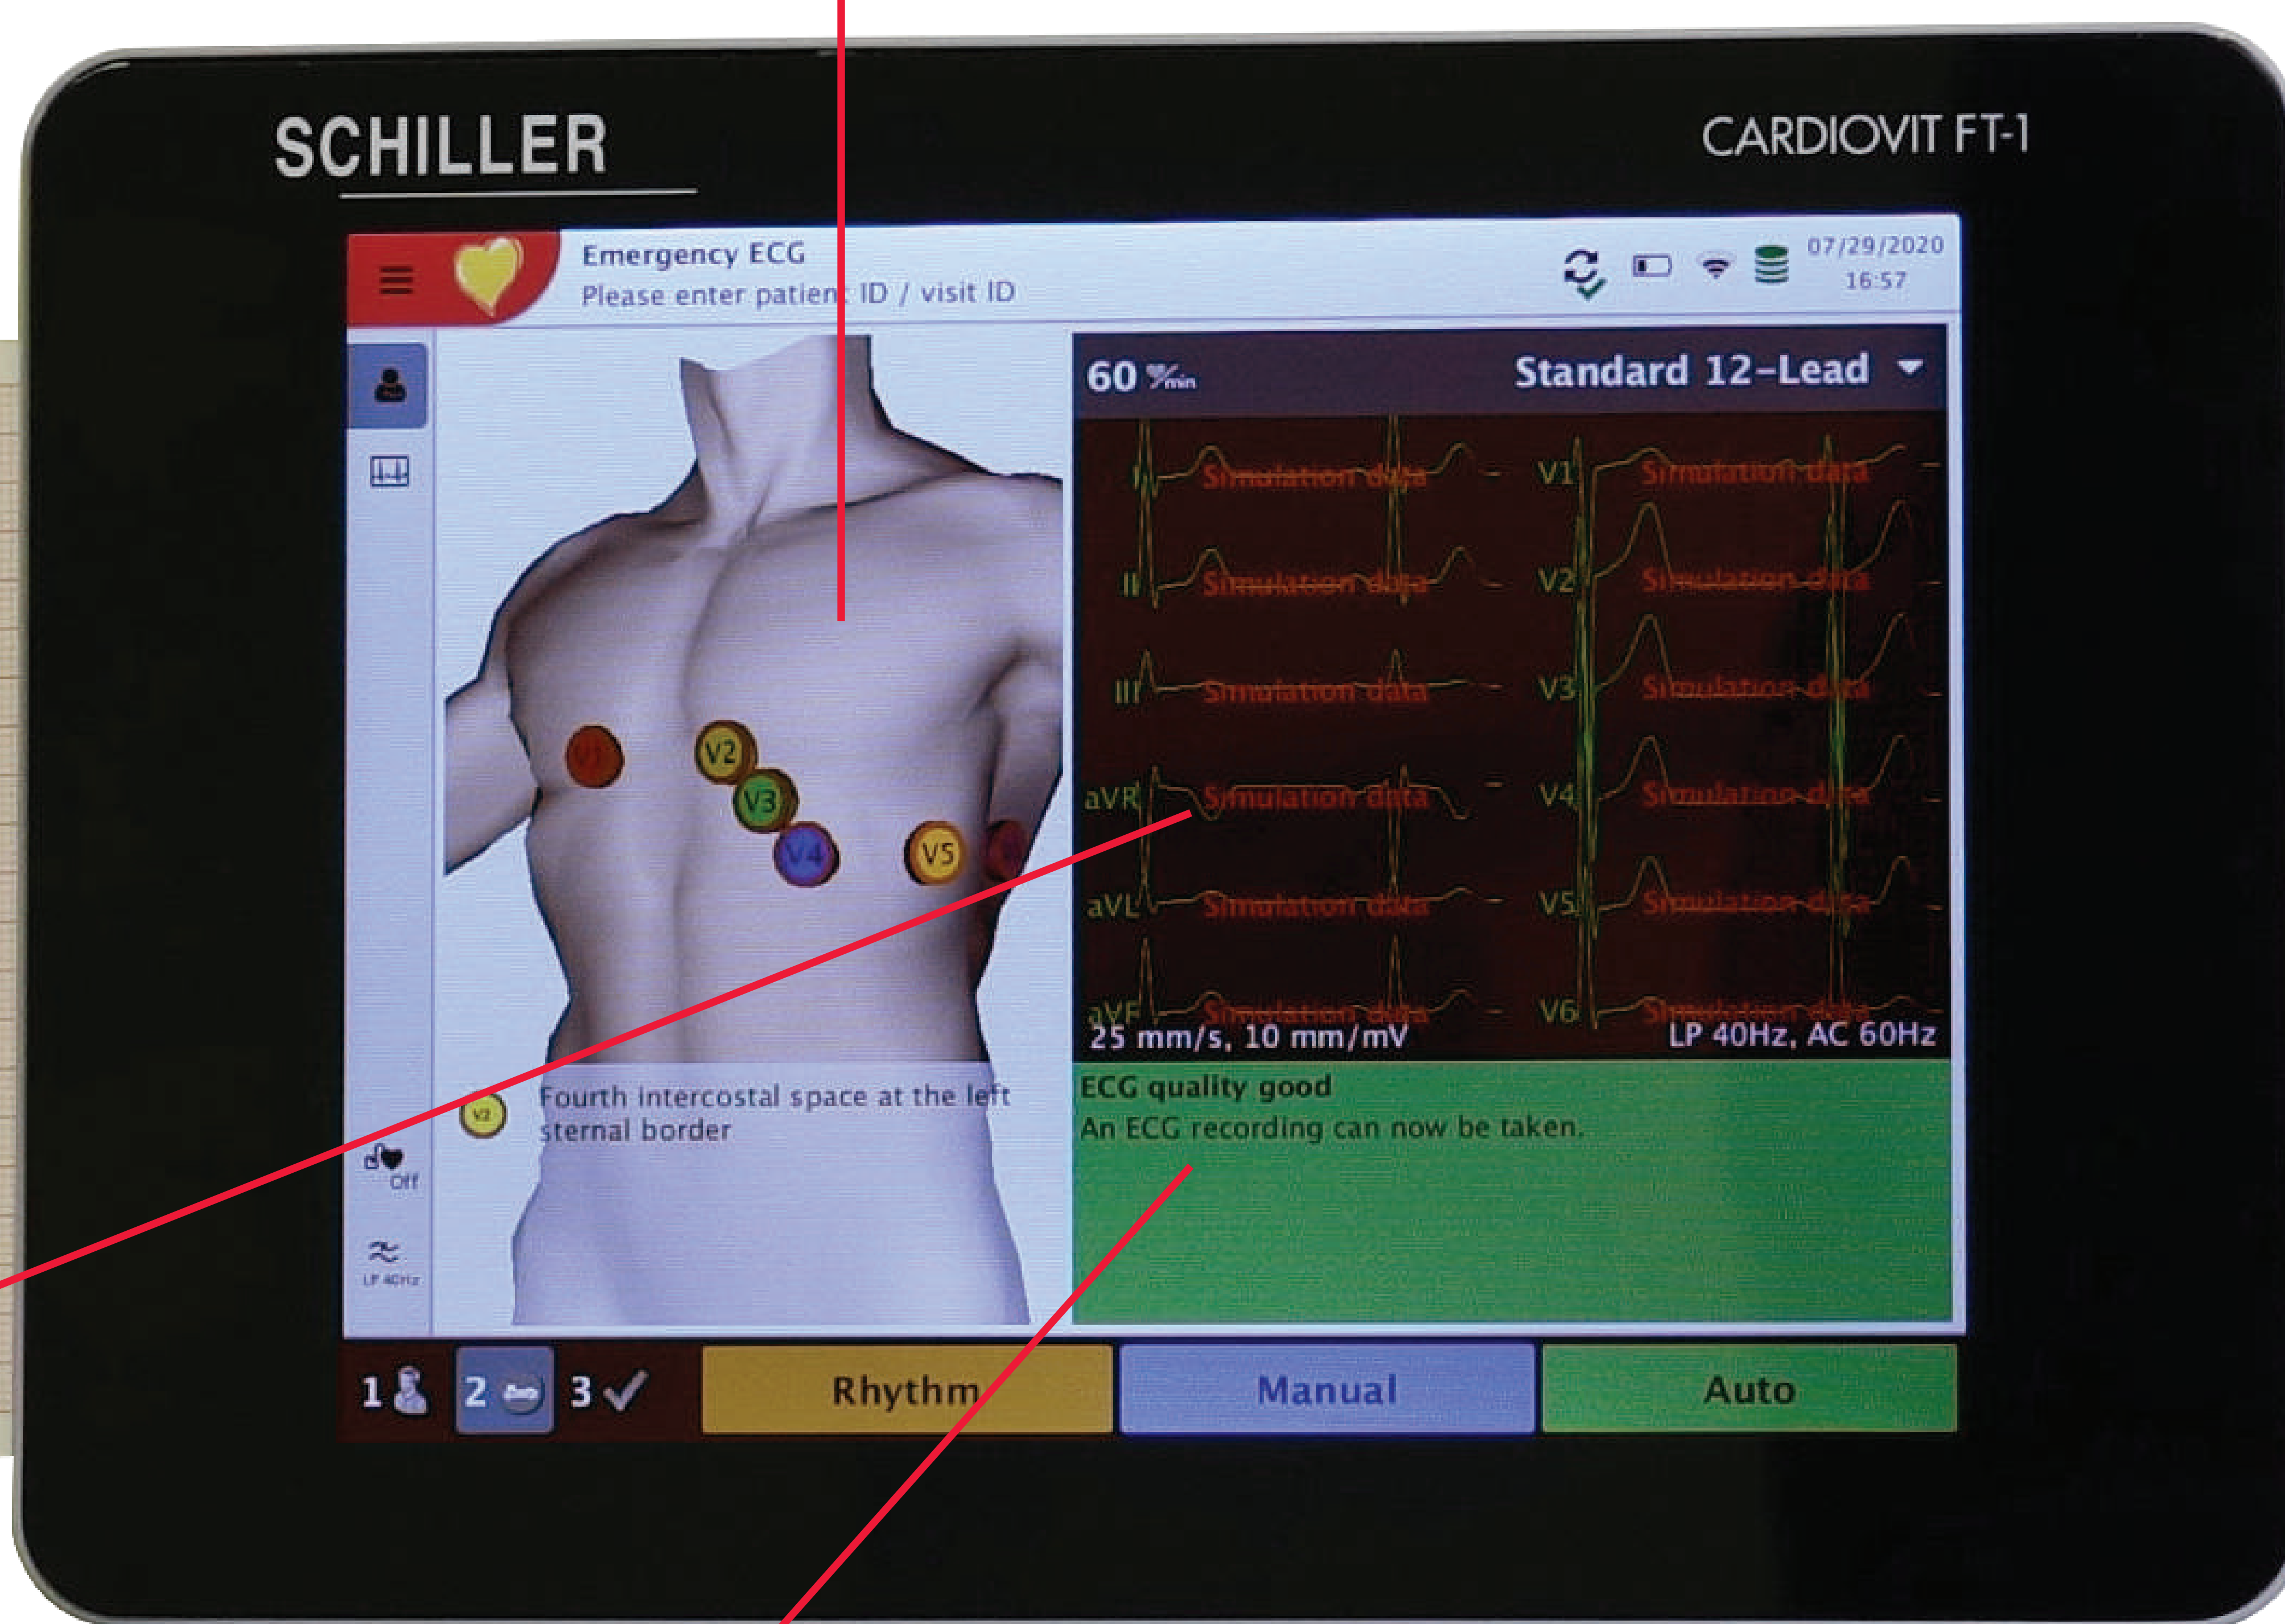 SCHILLER
CARDIOVIT FT-1
Emergency ECG
Please enter patient ID / visit ID
07/29/2020
16:57
60 /min
Standard 12-Lead
I Simulation data
V1 Simulation data
II Simulation data
V2 Simulation data
III Simulation data
V3 Simulation data
aVR Simulation data
V4 Simulation data
aVL Simulation data
V5 Simulation data
aVF Simulation data
V6 Simulation data
25 mm/s, 10 mm/mV
LP 40Hz, AC 60Hz
V1
V2
V3
V4
V5
V2
Fourth intercostal space at the left
sternal border
ECG quality good
An ECG recording can now be taken.
Off
LP 40Hz
1
2
3
Rhythm
Manual
Auto